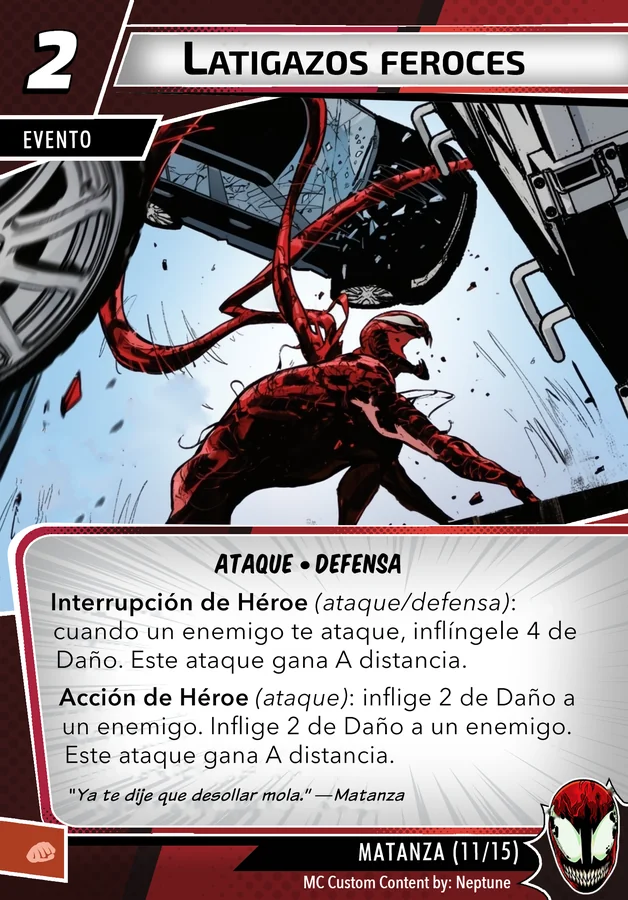 2
LATIGAZOS FEROCES
EVENTO
ATAQUE • DEFENSA
Interrupción de Héroe (ataque/defensa):
cuando un enemigo te ataque, inflíngele 4 de
Daño. Este ataque gana A distancia.
Acción de Héroe (ataque): inflige 2 de Daño a
un enemigo. Inflige 2 de Daño a un enemigo.
Este ataque gana A distancia.
"Ya te dije que desollar mola." —Matanza
MATANZA (11/15)
MC Custom Content by: Neptune